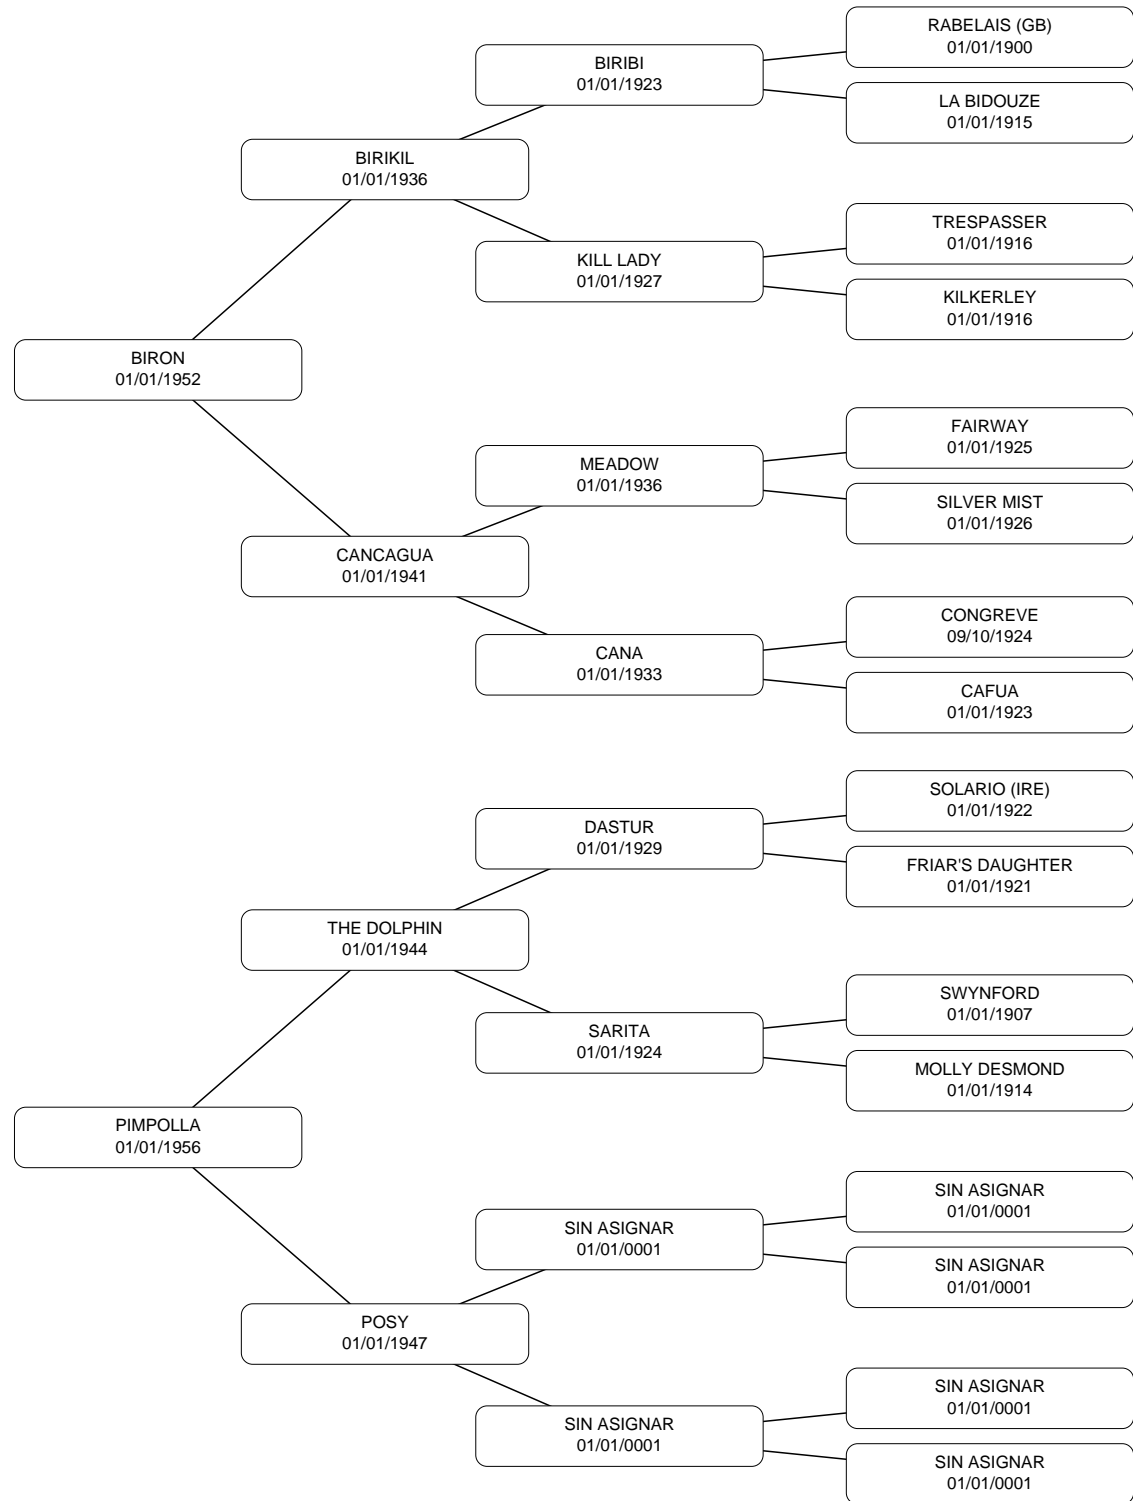 RABELAIS (GB)
01/01/1900
BIRIBI
01/01/1923
LA BIDOUZE
01/01/1915
BIRIKIL
01/01/1936
TRESPASSER
01/01/1916
KILL LADY
01/01/1927
KILKERLEY
01/01/1916
BIRON
01/01/1952
FAIRWAY
01/01/1925
MEADOW
01/01/1936
SILVER MIST
01/01/1926
CANCAGUA
01/01/1941
CONGREVE
09/10/1924
CANA
01/01/1933
CAFUA
01/01/1923
SOLARIO (IRE)
01/01/1922
DASTUR
01/01/1929
FRIAR'S DAUGHTER
01/01/1921
THE DOLPHIN
01/01/1944
SWYNFORD
01/01/1907
SARITA
01/01/1924
MOLLY DESMOND
01/01/1914
PIMPOLLA
01/01/1956
SIN ASIGNAR
01/01/0001
SIN ASIGNAR
01/01/0001
SIN ASIGNAR
01/01/0001
POSY
01/01/1947
SIN ASIGNAR
01/01/0001
SIN ASIGNAR
01/01/0001
SIN ASIGNAR
01/01/0001